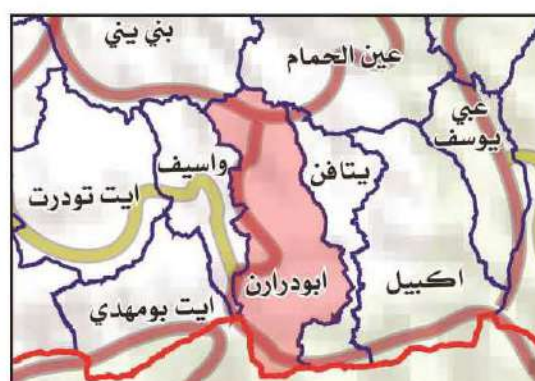 بني يني
عين الحمام
عبي
يوسف
واسيف
يتافن
ايت تودرت
ابودرارن
اكبيل
ايت بومهدي